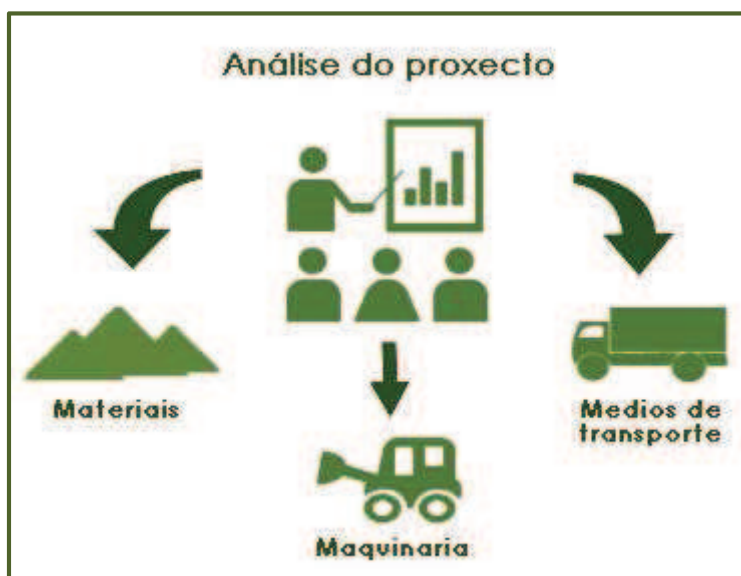 Análise do proxecto
Materiais
Medios de
transporte
Maquinaria